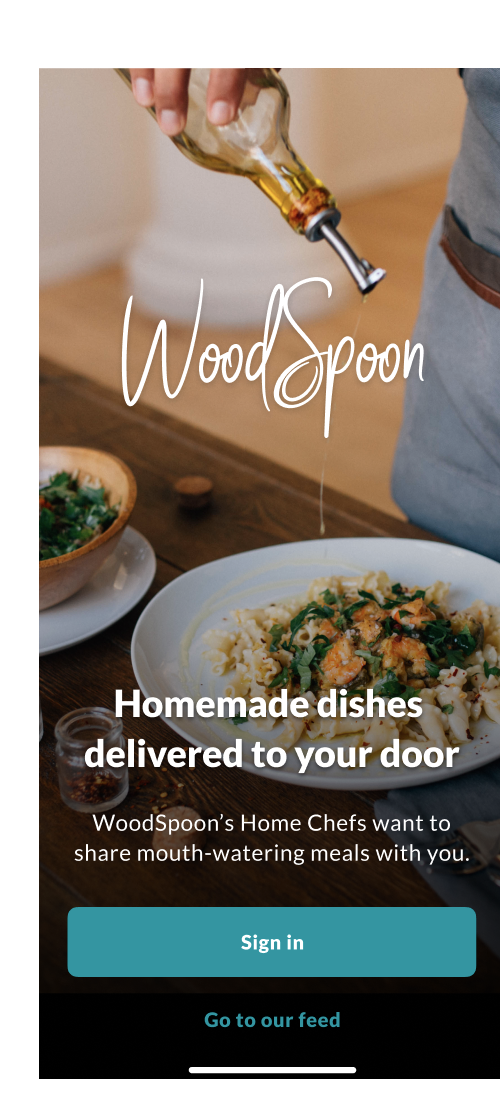 WoodSpoon
Homemade dishes
delivered to your door
WoodSpoon’s Home Chefs want to
share mouth-watering meals with you.
Sign in
Go to our feed